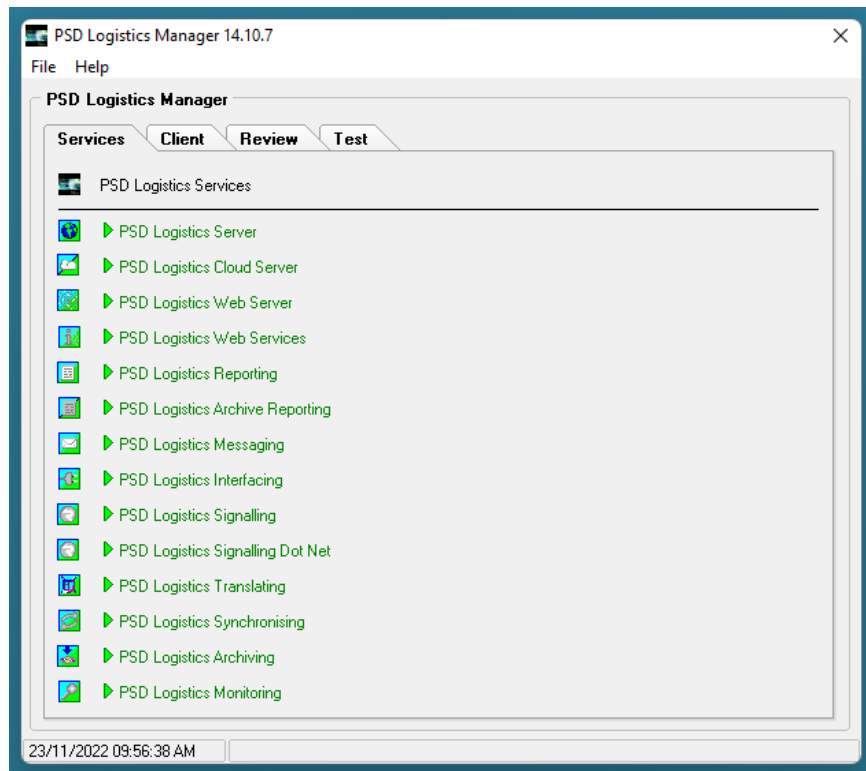 PSD Logistics Manager 14.10.7
File Help
PSD Logistics Manager
Services Client Review Test
PSD Logistics Services
PSD Logistics Server
PSD Logistics Cloud Server
PSD Logistics Web Server
PSD Logistics Web Services
PSD Logistics Reporting
PSD Logistics Archive Reporting
PSD Logistics Messaging
PSD Logistics Interfacing
PSD Logistics Signalling
PSD Logistics Signalling Dot Net
PSD Logistics Translating
PSD Logistics Synchronising
PSD Logistics Archiving
PSD Logistics Monitoring
23/11/2022 09:56:38 AM